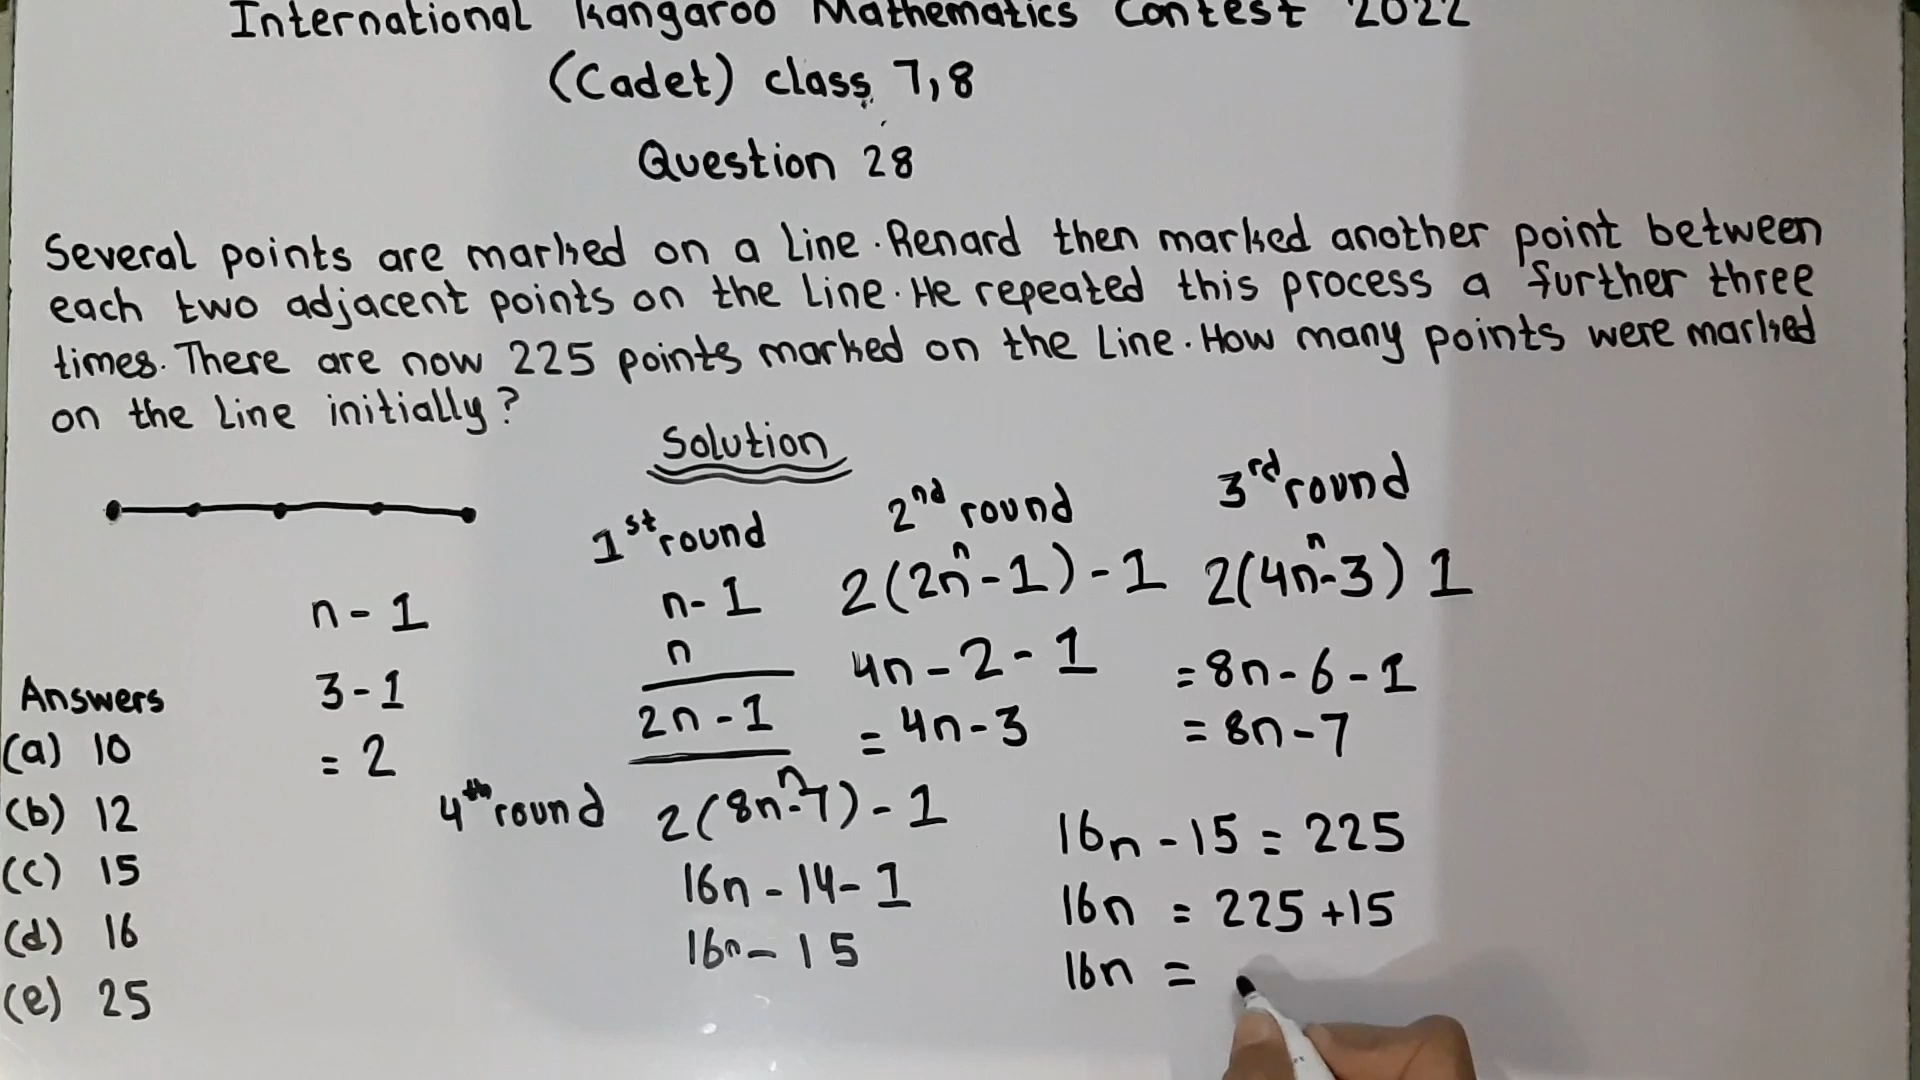 International Kangaroo Mathematics Contest 2022
(Cadet) class 7,8
Question 28
Several points are marked on a line. Renard then marked another point between
each two adjacent points on the line. He repeated this process a further three
times. There are now 225 points marked on the line. How many points were marked
on the line initially?
Solution
1st round
n-1
n
2n-1
2nd round
2(2n-1)-1
n
4n-2-1
= 4n-3
3rd round
2(4n-3) 1
n
= 8n-6-1
= 8n-7
n-1
3-1
= 2
Answers
(a) 10
(b) 12
(c) 15
(d) 16
(e) 25
4th round 2(8n-7)-1
n
16n-14-1
16n-15
16n-15 = 225
16n = 225+15
16n =